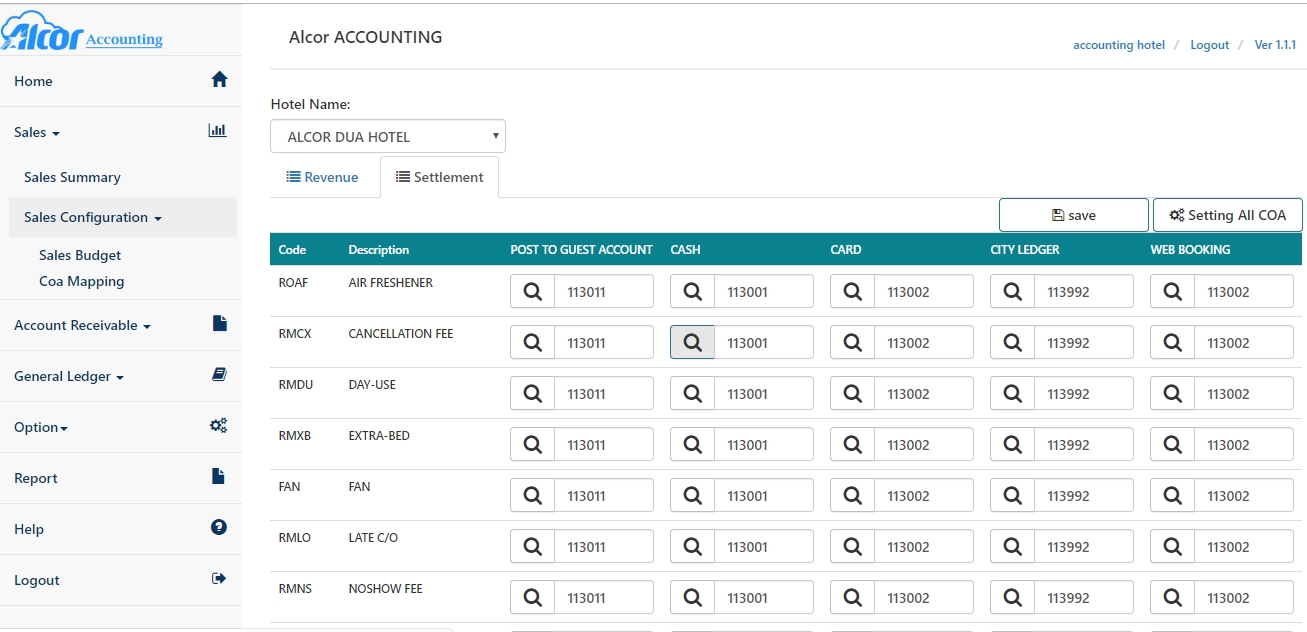 Alcor Accounting
Alcor ACCOUNTING
accounting hotel / Logout / Ver 1.1.1
Home
Sales
Sales Summary
Sales Configuration
Sales Budget
Coa Mapping
Account Receivable
General Ledger
Option
Report
Help
Logout
Hotel Name:
ALCOR DUA HOTEL
Revenue Settlement
save Setting All COA
Code Description POST TO GUEST ACCOUNT CASH CARD CITY LEDGER WEB BOOKING
ROAF AIR FRESHENER 113011 113001 113002 113992 113002
RMCX CANCELLATION FEE 113011 113001 113002 113992 113002
RMDU DAY-USE 113011 113001 113002 113992 113002
RMXB EXTRA-BED 113011 113001 113002 113992 113002
FAN FAN 113011 113001 113002 113992 113002
RMLO LATE C/O 113011 113001 113002 113992 113002
RMNS NOSHOW FEE 113011 113001 113002 113992 113002